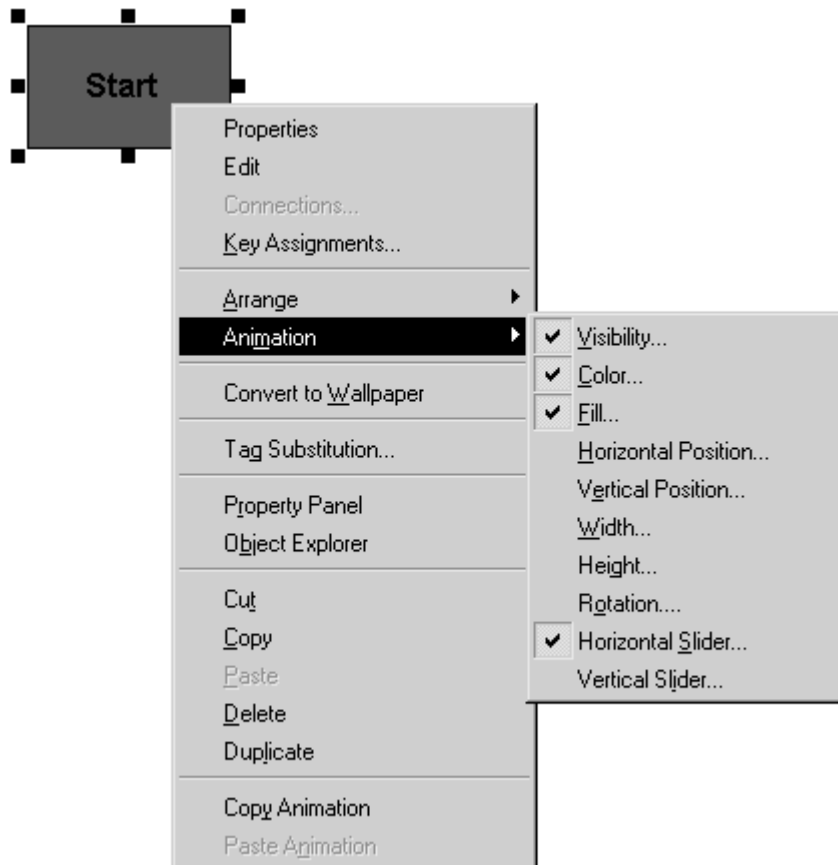 Start
Properties
Edit
Connections...
Key Assignments...
Arrange
Animation
Convert to Wallpaper
Tag Substitution...
Property Panel
Object Explorer
Cut
Copy
Paste
Delete
Duplicate
Copy Animation
Paste Animation
Visibility...
Color...
Fill...
Horizontal Position...
Vertical Position...
Width...
Height...
Rotation....
Horizontal Slider...
Vertical Slider...